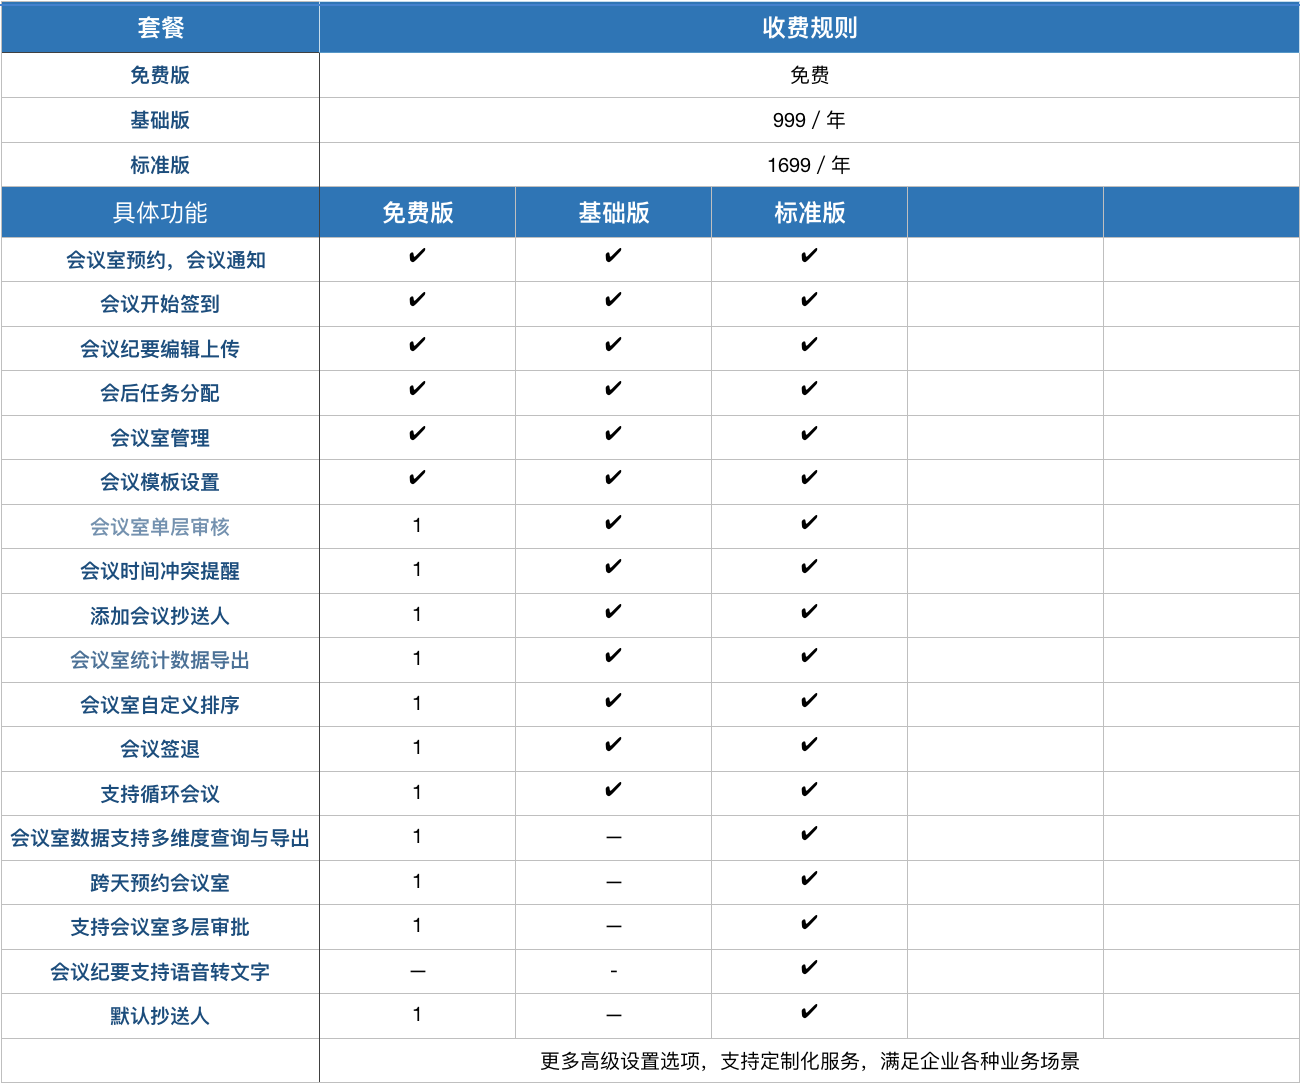 套餐 收费规则
免费版 免费
基础版 999 / 年
标准版 1699 / 年
具体功能 免费版 基础版 标准版
会议室预约，会议通知 ✔ ✔ ✔
会议开始签到 ✔ ✔ ✔
会议纪要编辑上传 ✔ ✔ ✔
会后任务分配 ✔ ✔ ✔
会议室管理 ✔ ✔ ✔
会议模板设置 ✔ ✔ ✔
会议室单层审核 1 ✔ ✔
会议时间冲突提醒 1 ✔ ✔
添加会议抄送人 1 ✔ ✔
会议室统计数据导出 1 ✔ ✔
会议室自定义排序 1 ✔ ✔
会议签退 1 ✔ ✔
支持循环会议 1 ✔ ✔
会议室数据支持多维度查询与导出 1 — ✔
跨天预约会议室 1 — ✔
支持会议室多层审批 1 — ✔
会议纪要支持语音转文字 — - ✔
默认抄送人 1 — ✔
更多高级设置选项，支持定制化服务，满足企业各种业务场景